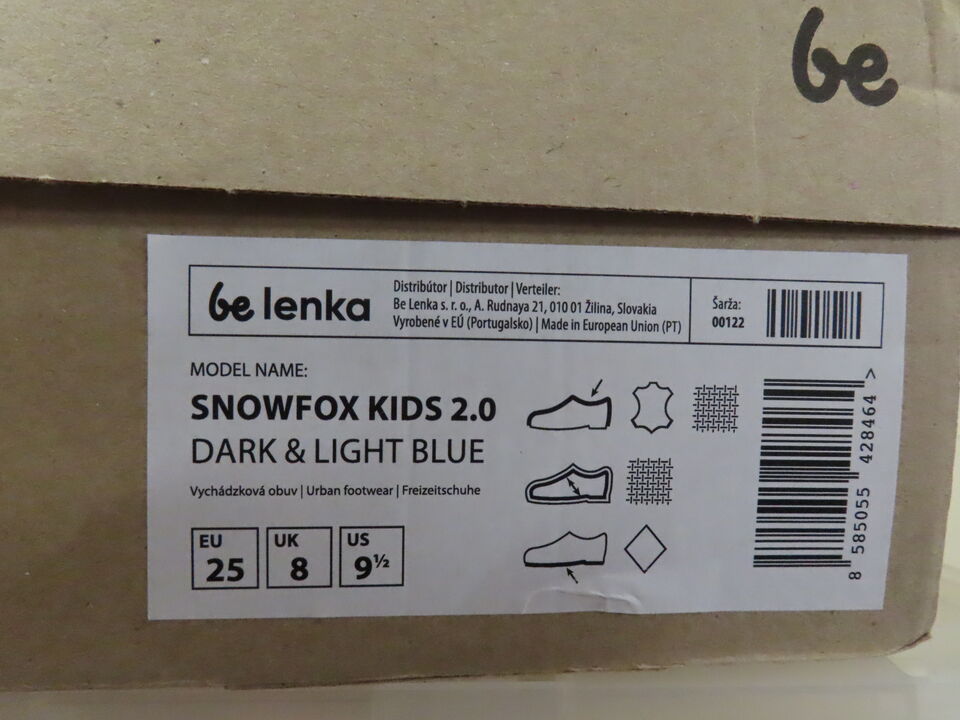 be
be lenka
Distribútor | Distributor | Verteiler:
Be Lenka s. r. o., A. Rudnaya 21, 010 01 Žilina, Slovakia
Vyrobené v EÚ (Portugalsko) | Made in European Union (PT)
Šarža:
00122
MODEL NAME:
SNOWFOX KIDS 2.0
DARK & LIGHT BLUE
Vychádzková obuv | Urban footwear | Freizeitschuhe
EU
25
UK
8
US
9½
8 585055 428464 >